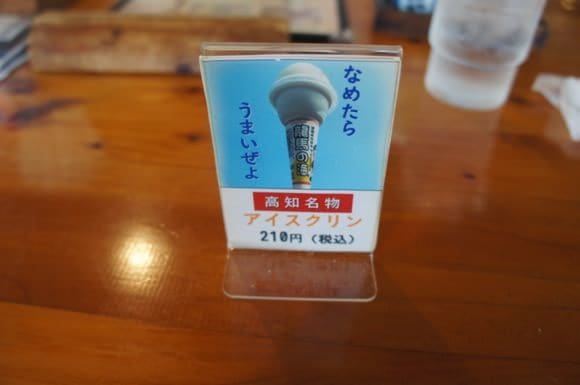 なめたら
うまいぜよ
龍馬の海
高知名物
アイスクリン
210円(税込)